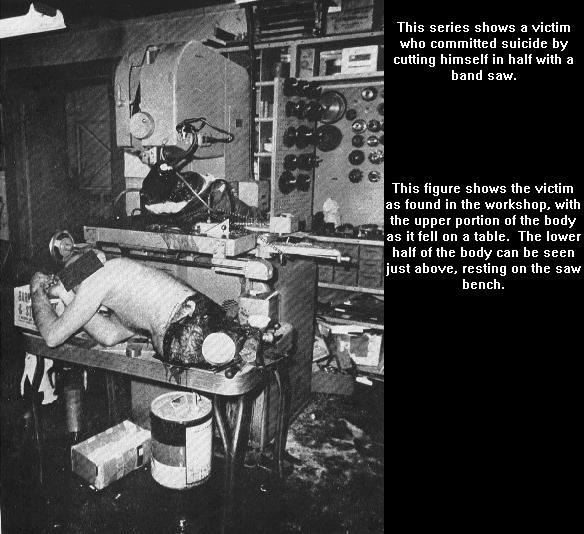 This series shows a victim
who committed suicide by
cutting himself in half with a
band saw.
This figure shows the victim
as found in the workshop, with
the upper portion of the body
as it fell on a table. The lower
half of the body can be seen
just above, resting on the saw
bench.